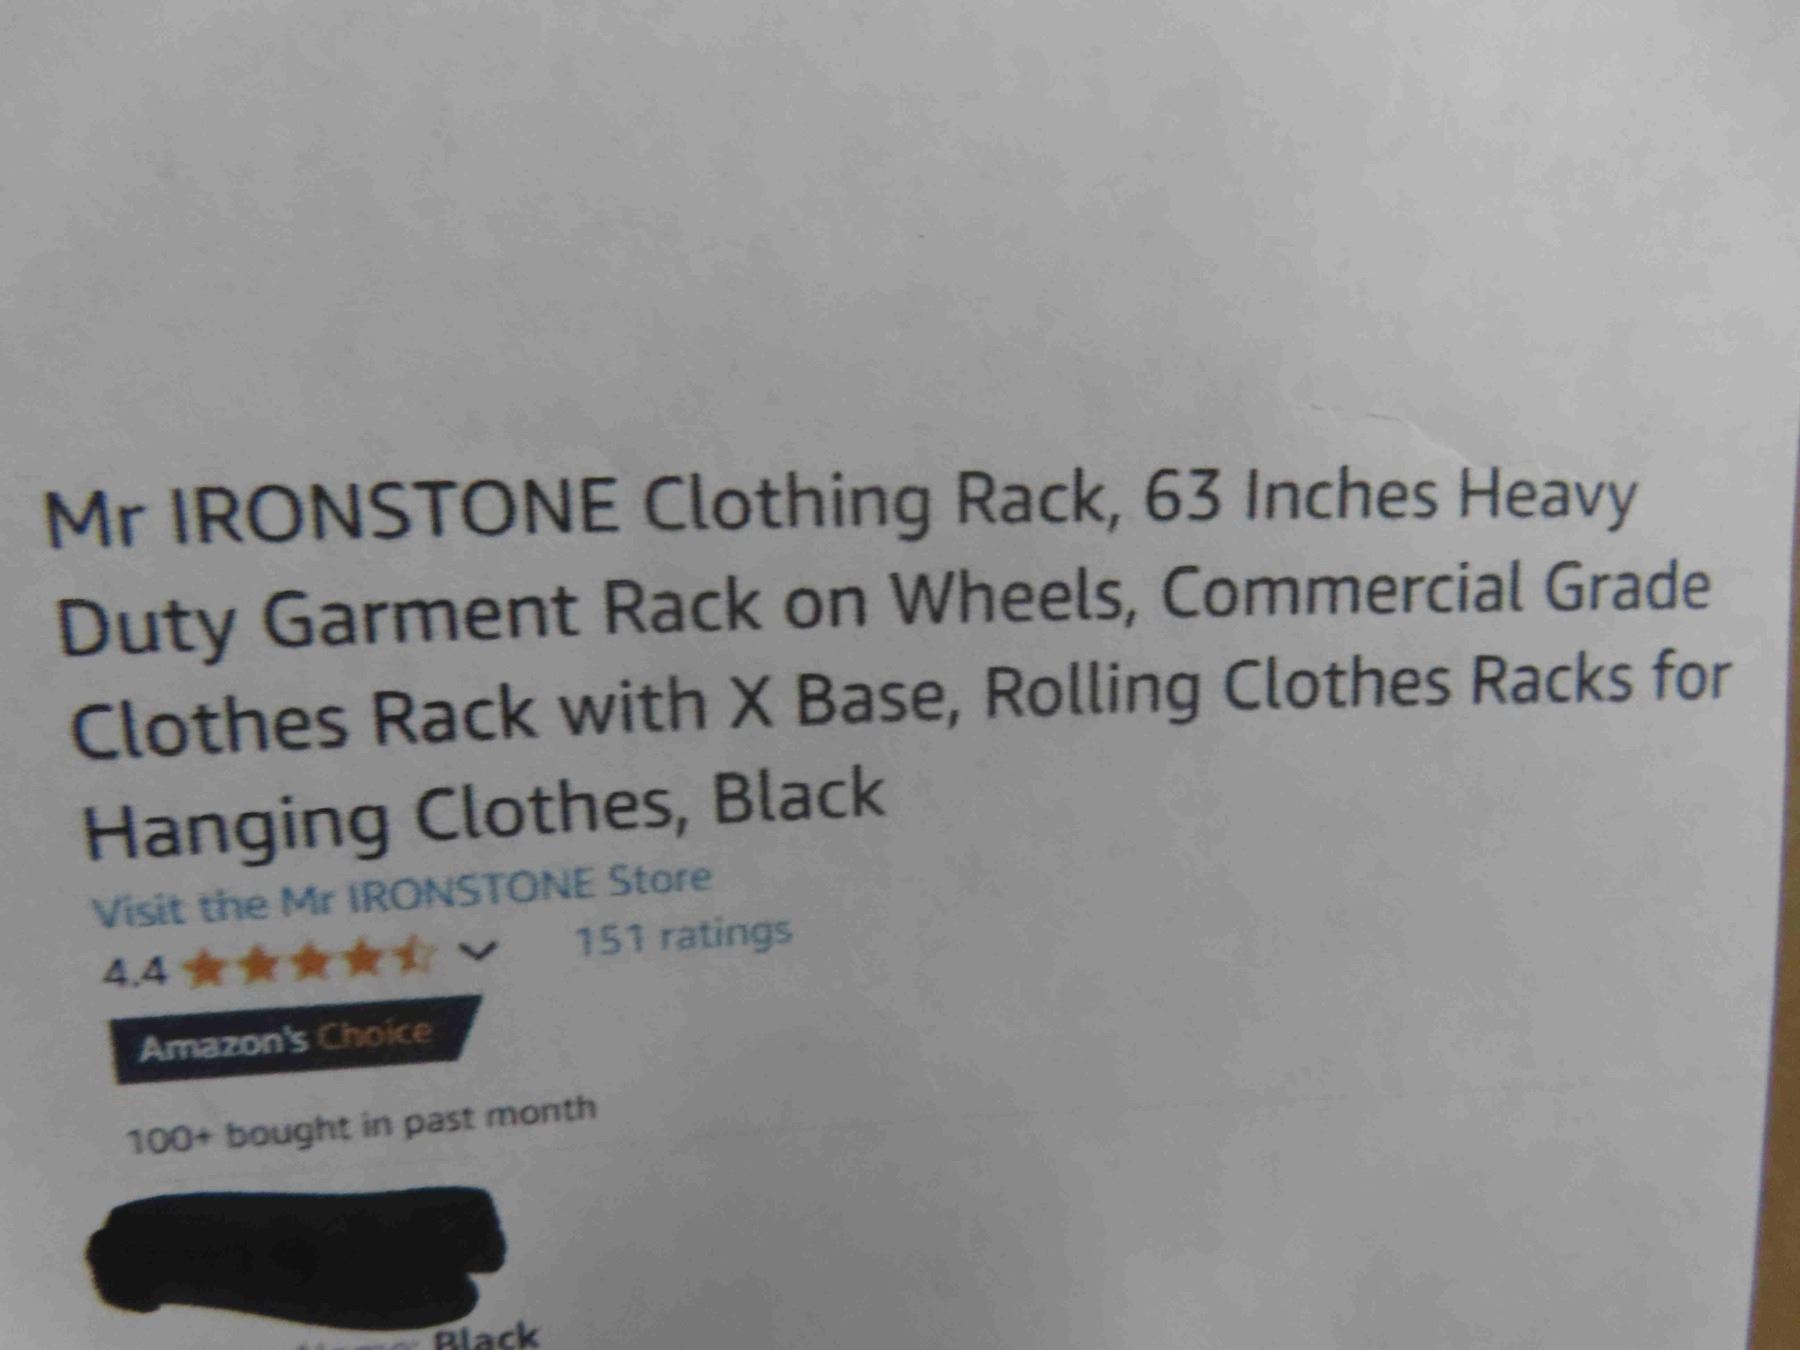 Mr IRONSTONE Clothing Rack, 63 Inches Heavy
Duty Garment Rack on Wheels, Commercial Grade
Clothes Rack with X Base, Rolling Clothes Racks for
Hanging Clothes, Black
Visit the Mr IRONSTONE Store
4.4 151 ratings
Amazon's Choice
100+ bought in past month
Black